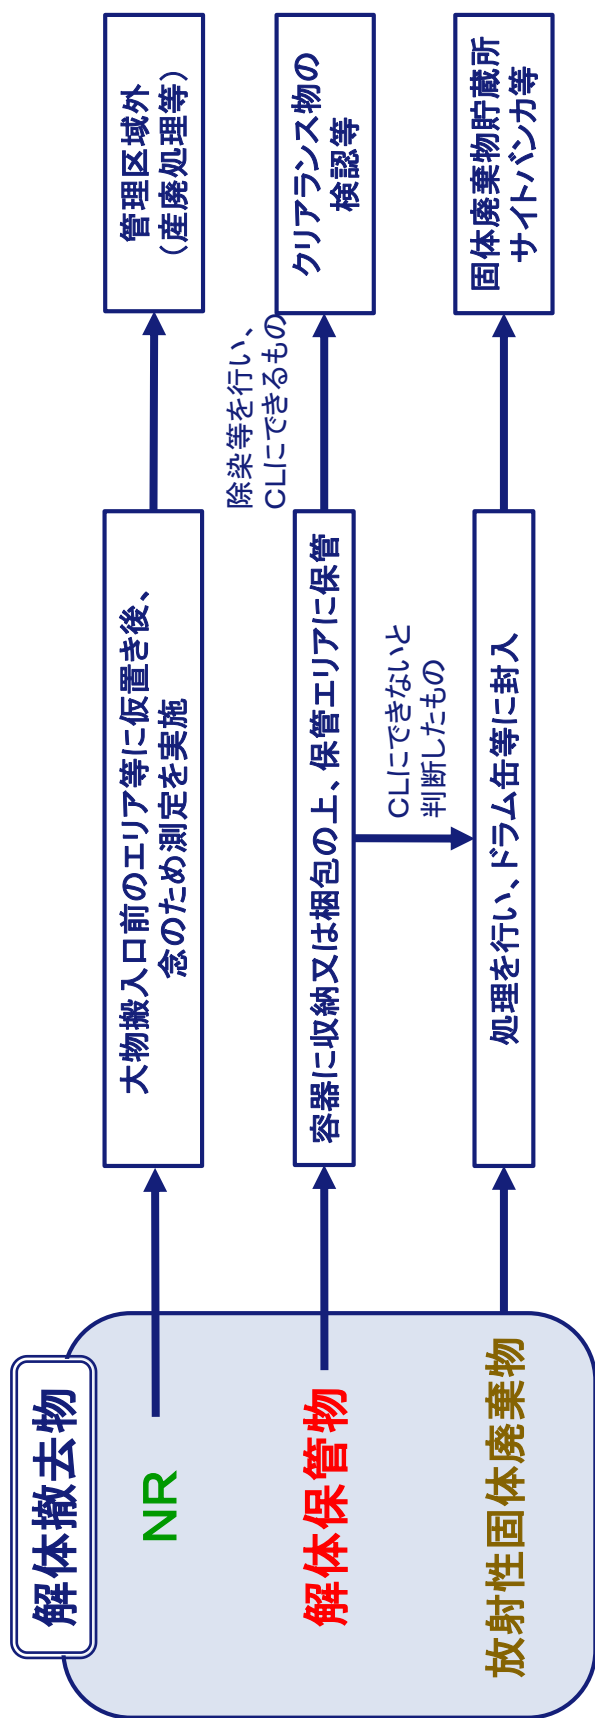 解体撤去物
NR
大物搬入口前のエリア等に仮置き後、
念のため測定を実施
管理区域外
（産廃処理等）
解体保管物
容器に収納又は梱包の上、保管エリアに保管
除染等を行い、
CLにできるもの
クリアランス物の
検認等
CLにできないと
判断したもの
放射性固体廃棄物
処理を行い、ドラム缶等に封入
固体廃棄物貯蔵所
サイトバンカ等